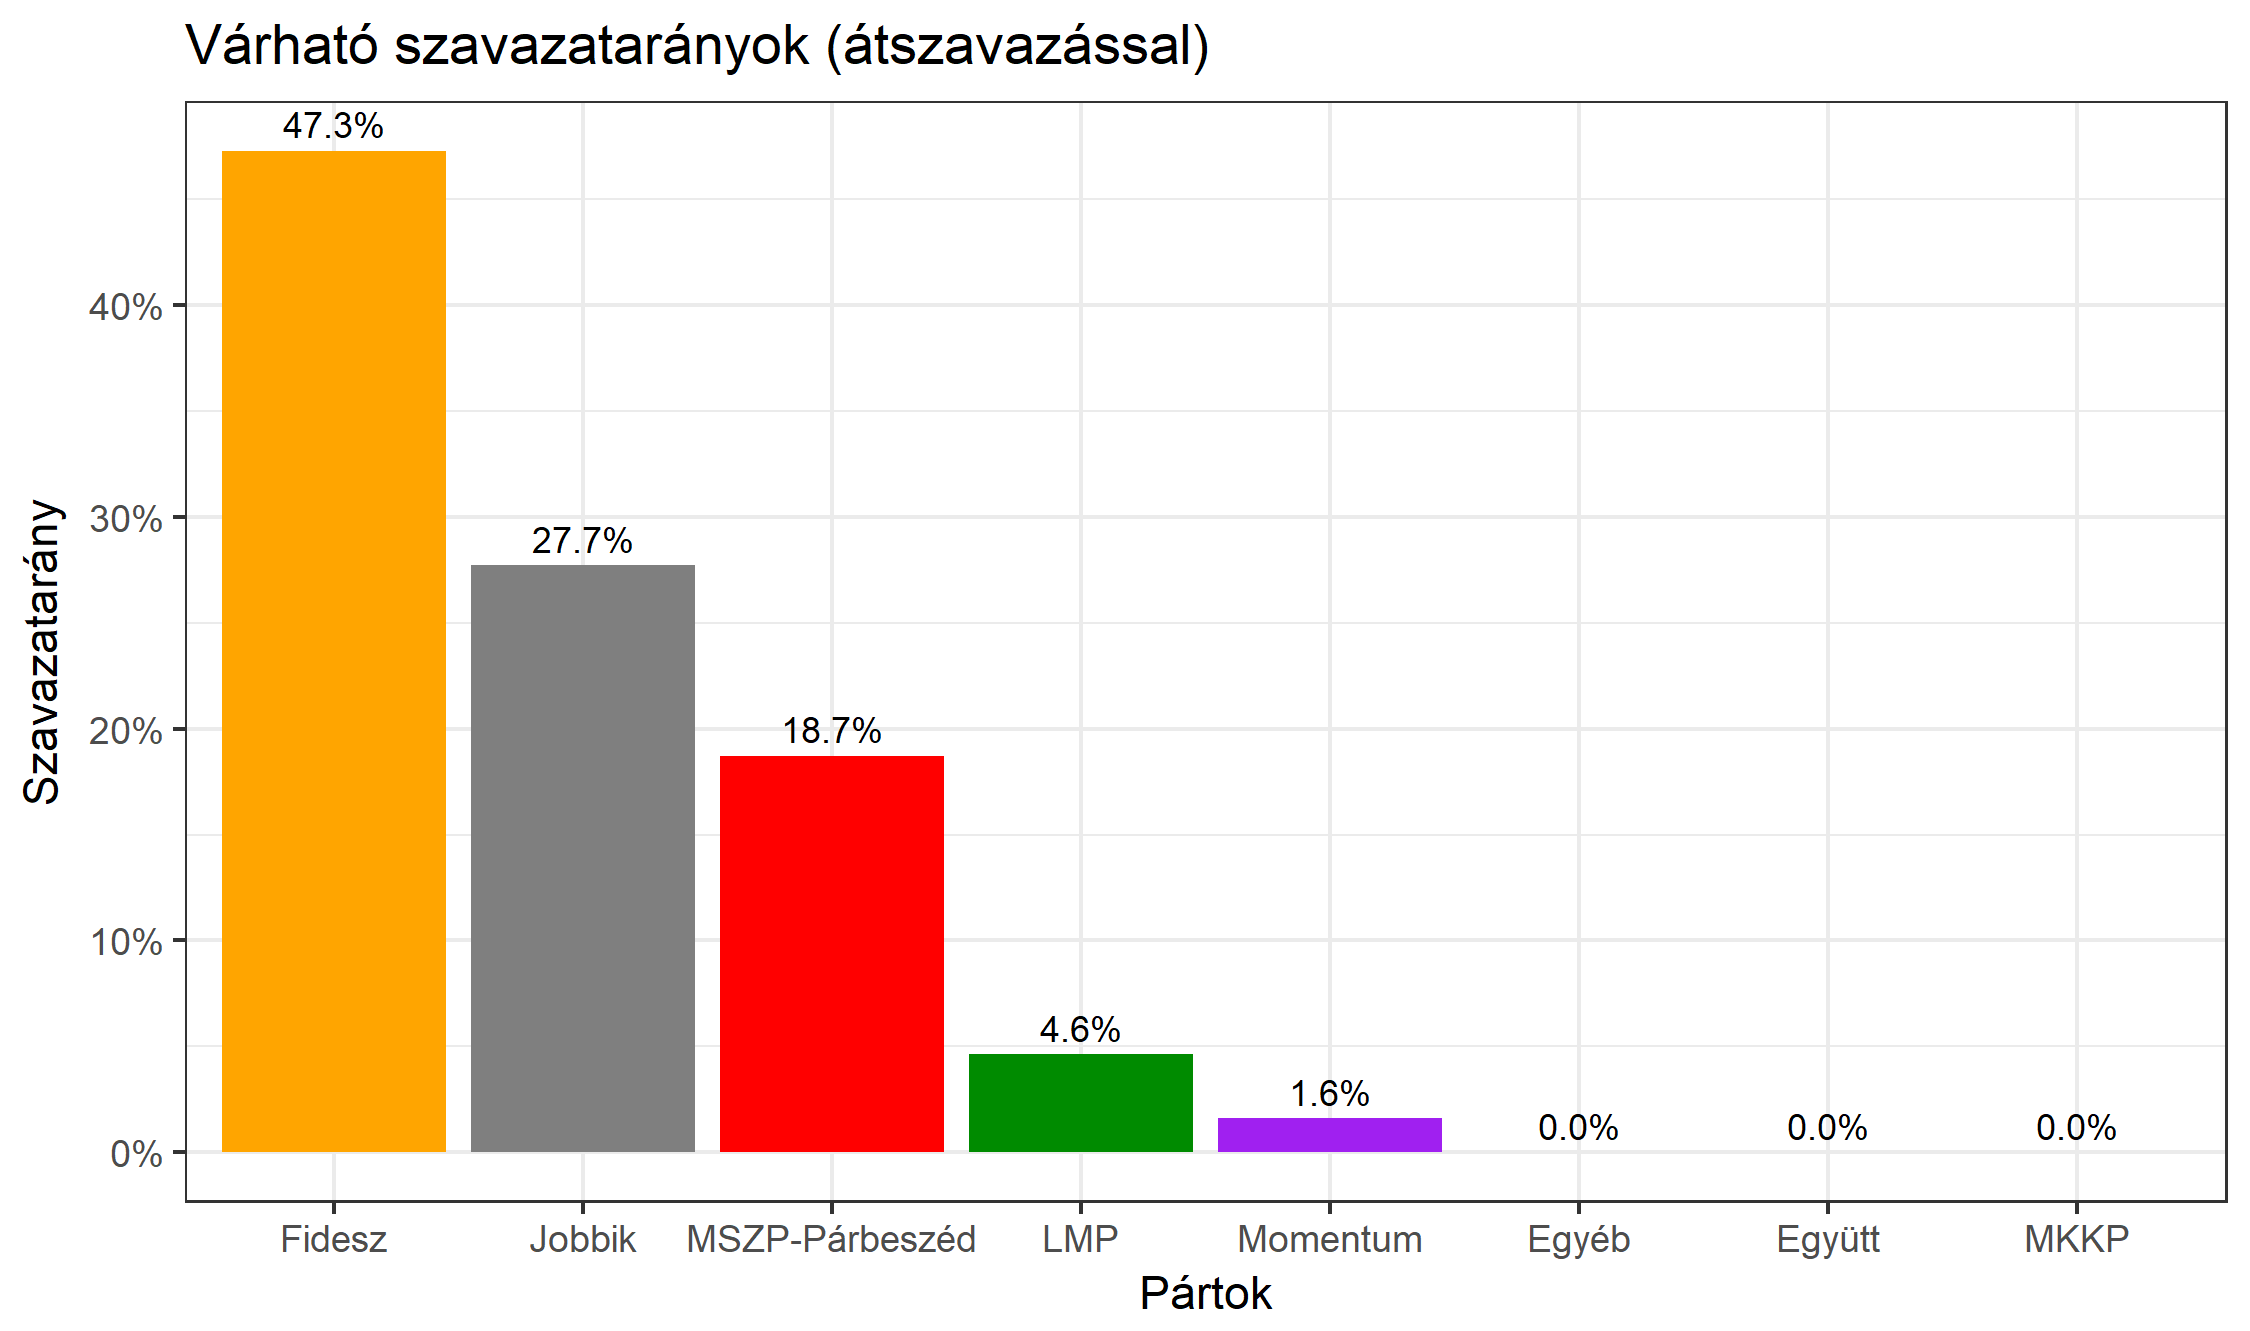 Várható szavazatarányok (átszavazással)
47.3%
27.7%
18.7%
4.6%
1.6%
0.0%
0.0%
0.0%
40%
30%
20%
10%
0%
Szavazatarány
Fidesz
Jobbik
MSZP-Párbeszéd
LMP
Momentum
Egyéb
Együtt
MKKP
Pártok